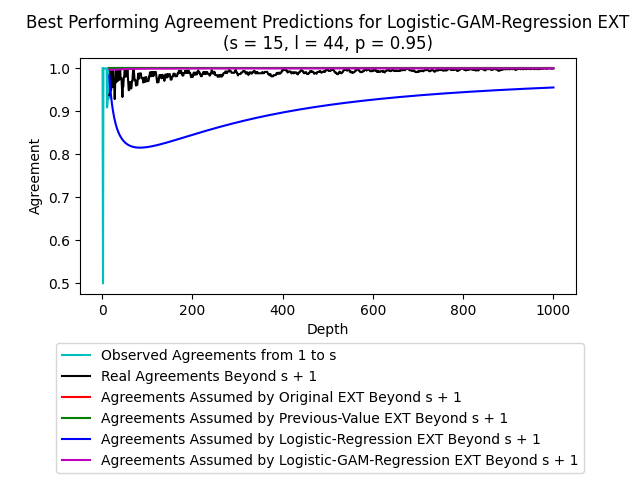 Best Performing Agreement Predictions for Logistic-GAM-Regression EXT
(s = 15, l = 44, p = 0.95)
1.0
0.9
0.8
0.7
0.6
0.5
Agreement
0 200 400 600 800 1000
Depth
Observed Agreements from 1 to s
Real Agreements Beyond s + 1
Agreements Assumed by Original EXT Beyond s + 1
Agreements Assumed by Previous-Value EXT Beyond s + 1
Agreements Assumed by Logistic-Regression EXT Beyond s + 1
Agreements Assumed by Logistic-GAM-Regression EXT Beyond s + 1